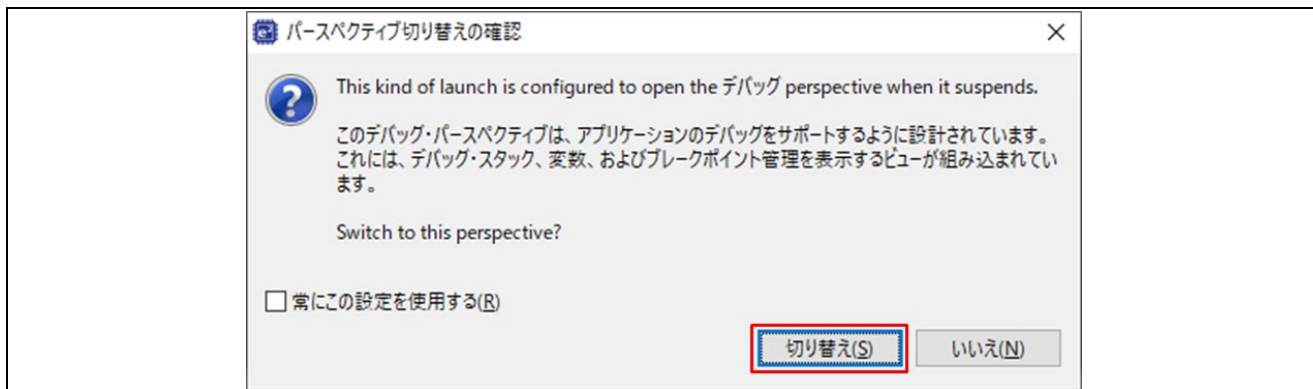 パースペクティブ切り替えの確認
This kind of launch is configured to open the デバッグ perspective when it suspends.
このデバッグ・パースペクティブは、アプリケーションのデバッグをサポートするように設計されています。
これには、デバッグ・スタック、変数、およびブレークポイント管理を表示するビューが組み込まれてい
ます。
Switch to this perspective?
常にこの設定を使用する(R)
切り替え(S) いいえ(N)